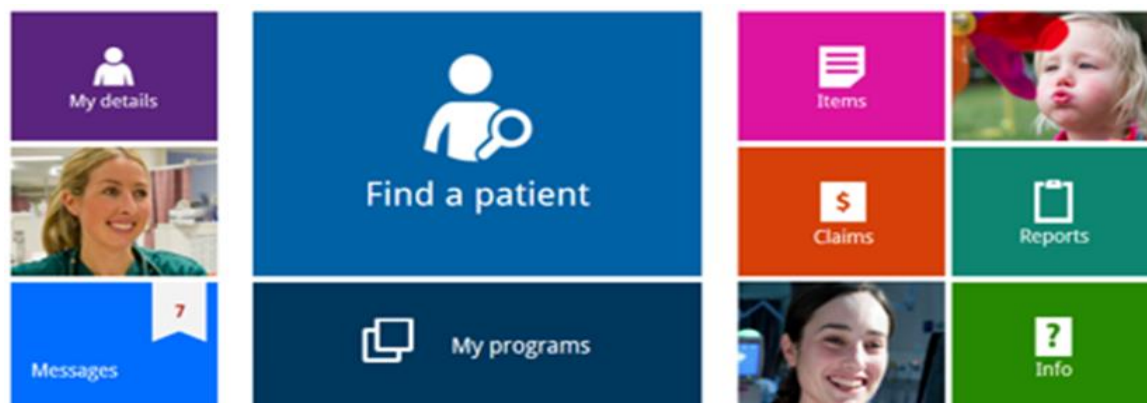 My details
Find a patient
Items
$
Claims
Reports
7
Messages
My programs
?
Info